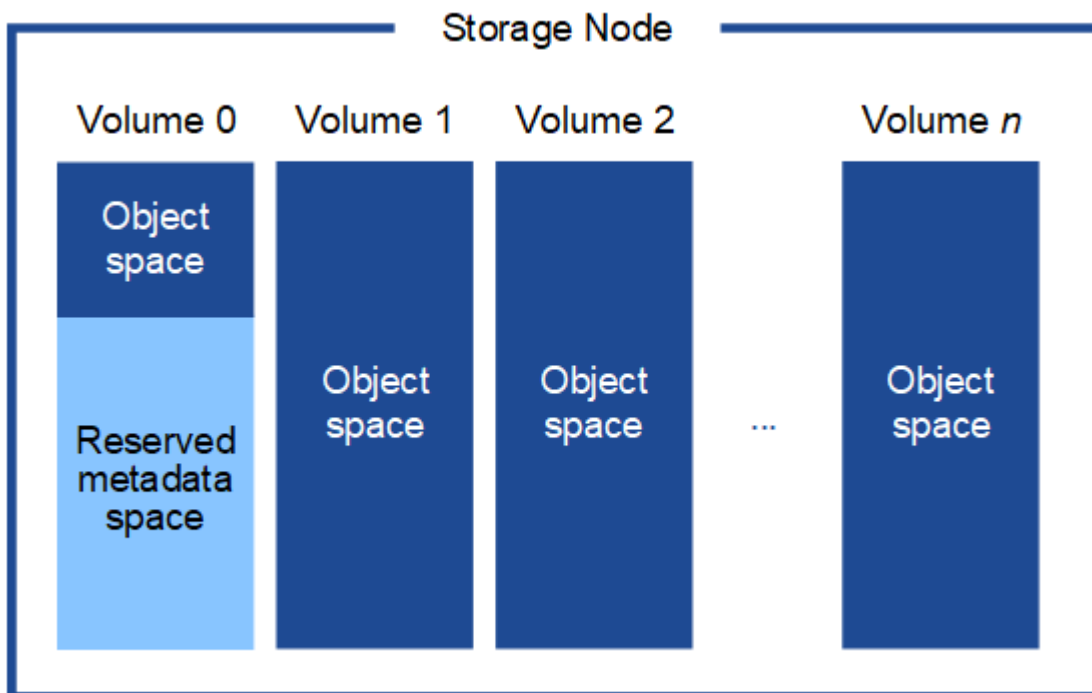 Storage Node
Volume 0
Volume 1
Volume 2
Volume n
Object
space
Reserved
metadata
space
Object
space
Object
space
...
Object
space